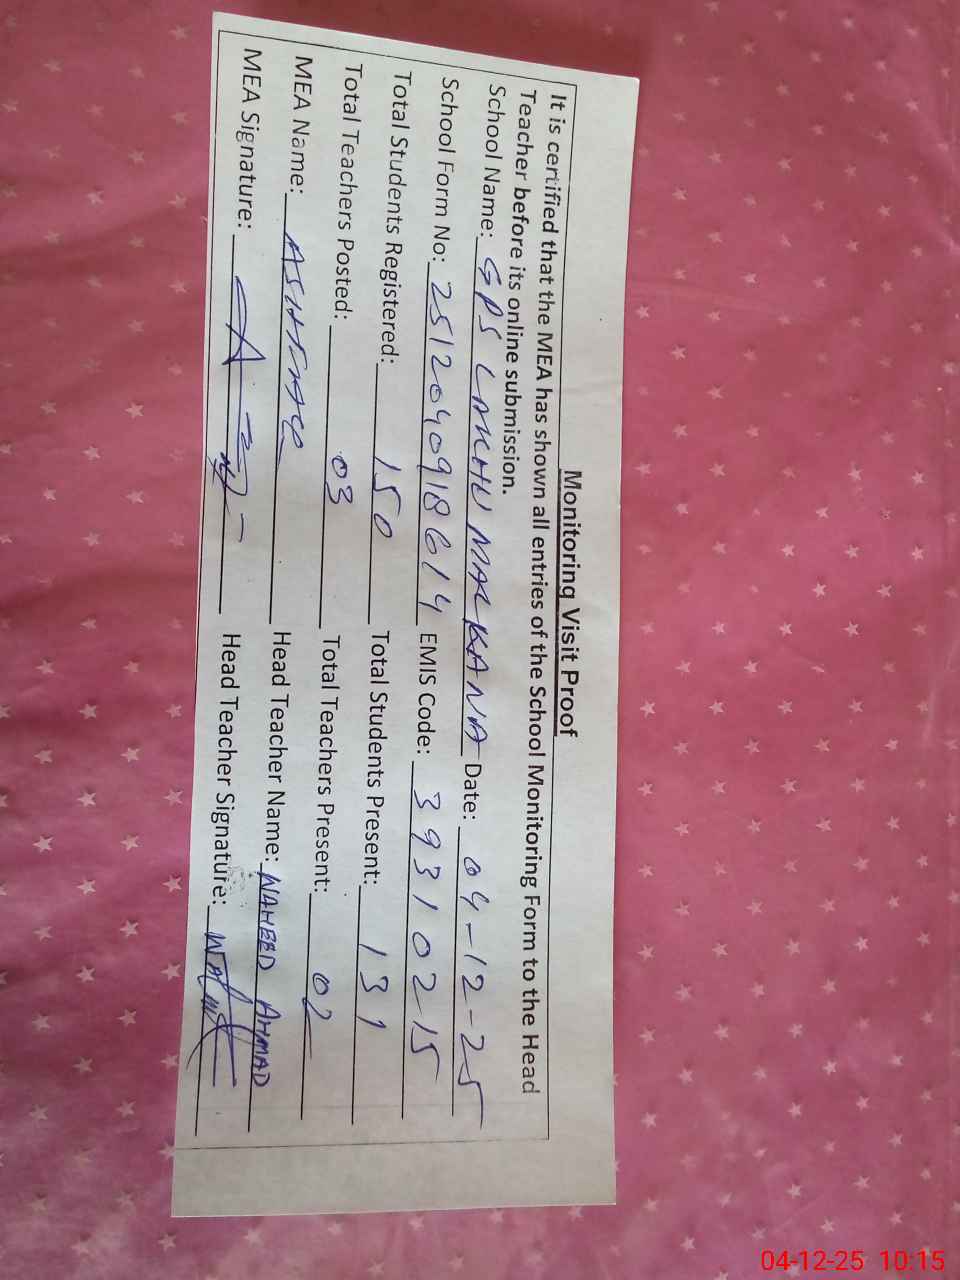 Monitoring Visit Proof
It is certified that the MEA has shown all entries of the School Monitoring Form to the Head
Teacher before its online submission.
School Name: GPS LAKHU MALKANA Date: 04-12-25
School Form No: 2512040918614 EMIS Code: 39310215
Total Students Registered: 150 Total Students Present: 131
Total Teachers Posted: 03 Total Teachers Present: 02
MEA Name: ASHFAQ Head Teacher Name: WAHEED AHMAD
MEA Signature: Head Teacher Signature:
04-12-25 10:15